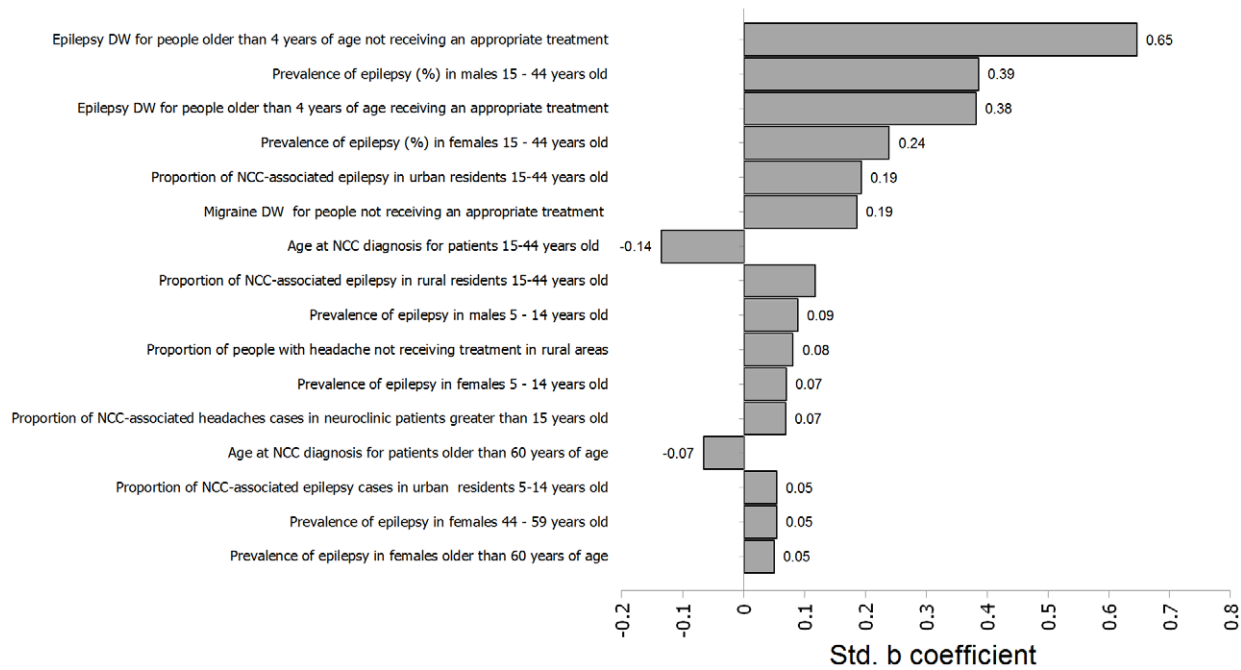 Epilepsy DW for people older than 4 years of age not receiving an appropriate treatment 0.65
Prevalence of epilepsy (%) in males 15 - 44 years old 0.39
Epilepsy DW for people older than 4 years of age receiving an appropriate treatment 0.38
Prevalence of epilepsy (%) in females 15 - 44 years old 0.24
Proportion of NCC-associated epilepsy in urban residents 15-44 years old 0.19
Migraine DW for people not receiving an appropriate treatment 0.19
Age at NCC diagnosis for patients 15-44 years old -0.14
Proportion of NCC-associated epilepsy in rural residents 15-44 years old
Prevalence of epilepsy in males 5 - 14 years old 0.09
Proportion of people with headache not receiving treatment in rural areas 0.08
Prevalence of epilepsy in females 5 - 14 years old 0.07
Proportion of NCC-associated headaches cases in neuroclinic patients greater than 15 years old 0.07
Age at NCC diagnosis for patients older than 60 years of age -0.07
Proportion of NCC-associated epilepsy cases in urban residents 5-14 years old 0.05
Prevalence of epilepsy in females 44 - 59 years old 0.05
Prevalence of epilepsy in females older than 60 years of age 0.05
-0.2 -0.1 0 0.1 0.2 0.3 0.4 0.5 0.6 0.7 0.8
Std. b coefficient